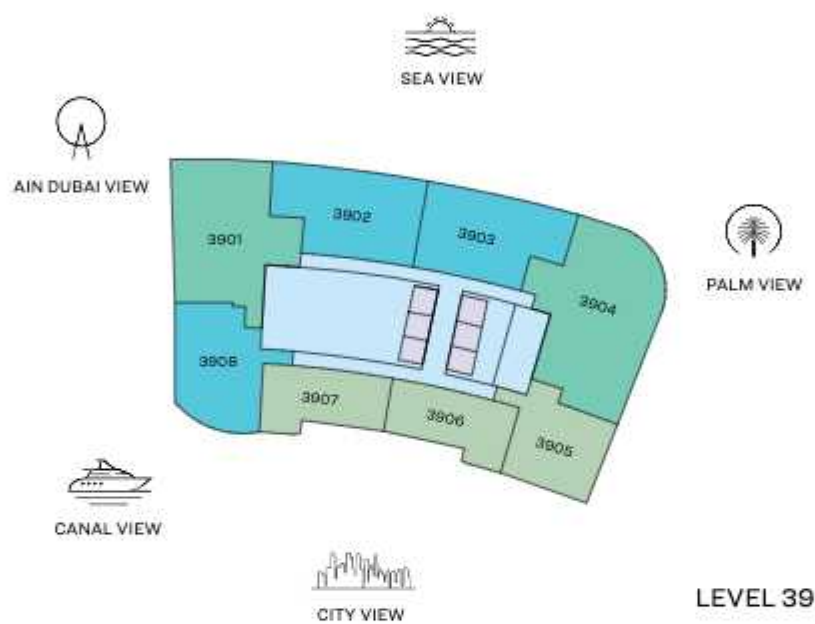 SEA VIEW
AIN DUBAI VIEW
PALM VIEW
3901
3902
3903
3904
3905
3906
3907
3908
CANAL VIEW
CITY VIEW
LEVEL 39